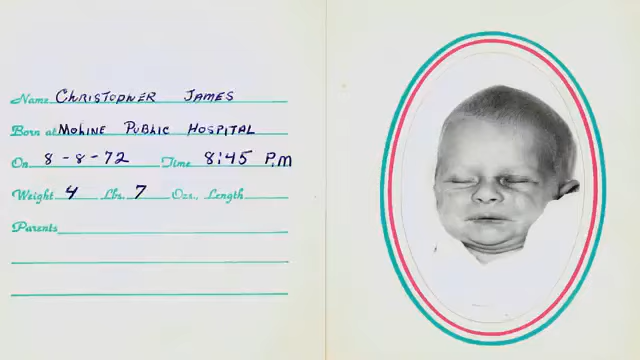 Name Christopher James
Born at Moline Public Hospital
On 8-8-72 Time 8:45 P.M
Weight 4 Lbs. 7 Ozs., Length
Parents